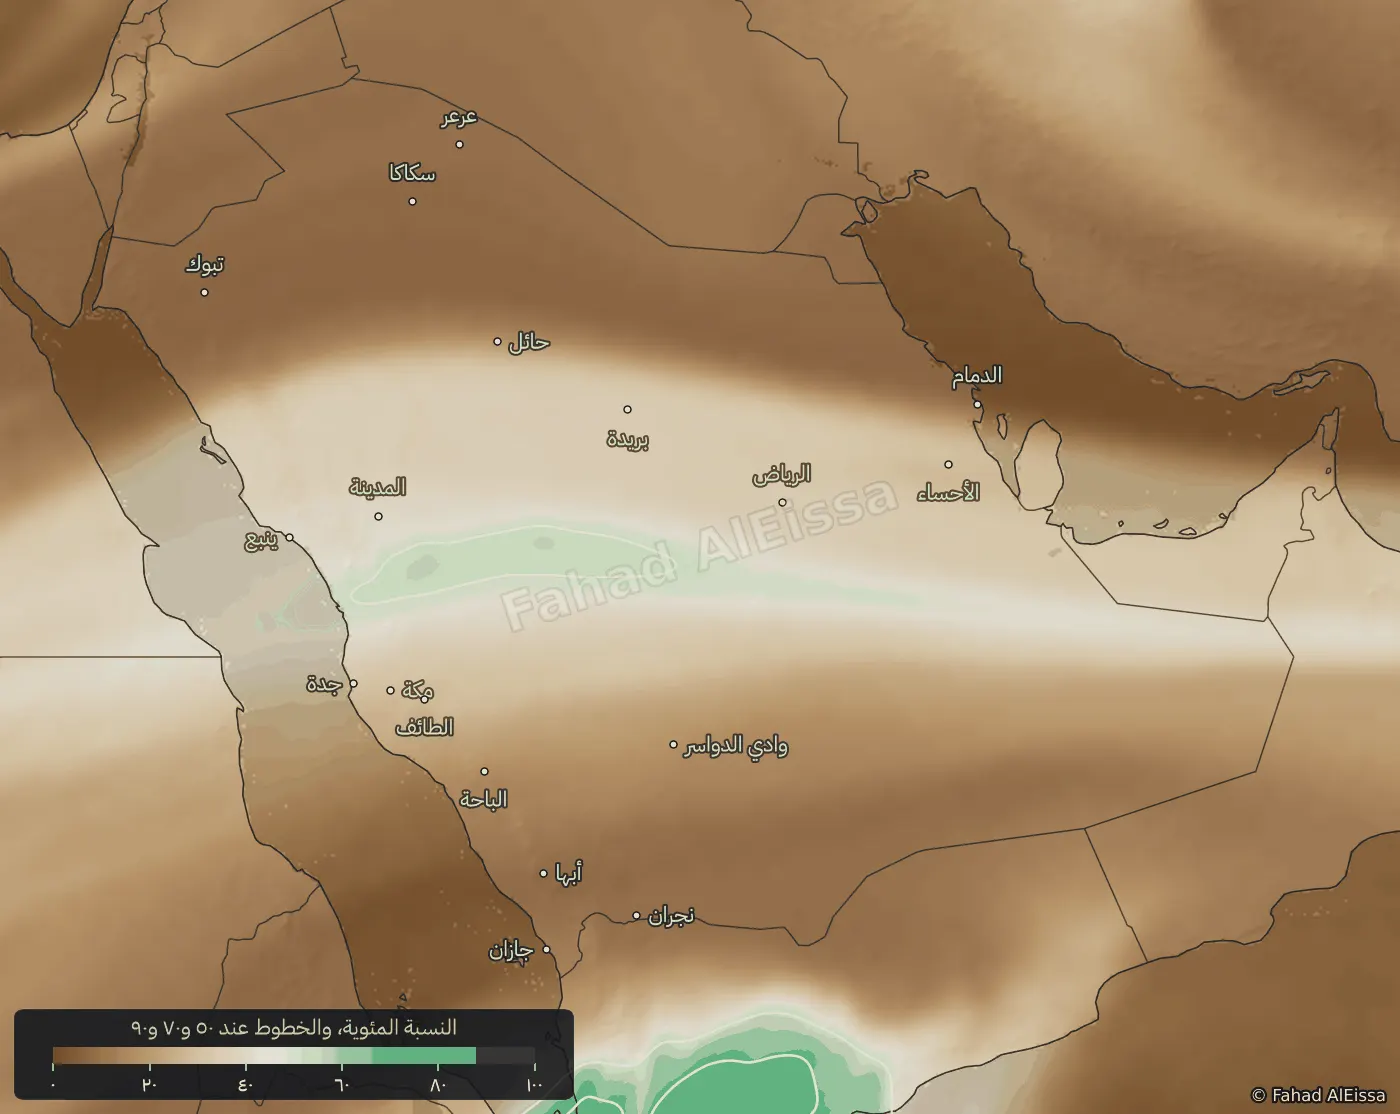 عرعر
سكاكا
تبوك
حائل
الدمام
بريدة
الرياض
المدينة
الأحساء
ينبع
Fahad AlEissa
جدة
مكة
الطائف
وادي الدواسر
الباحة
أبها
نجران
جازان
النسبة المئوية، والخطوط عند ٥٠ و٧٠ و٩٠
٠ ٢٠ ٤٠ ٦٠ ٨٠ ١٠٠
© Fahad AlEissa